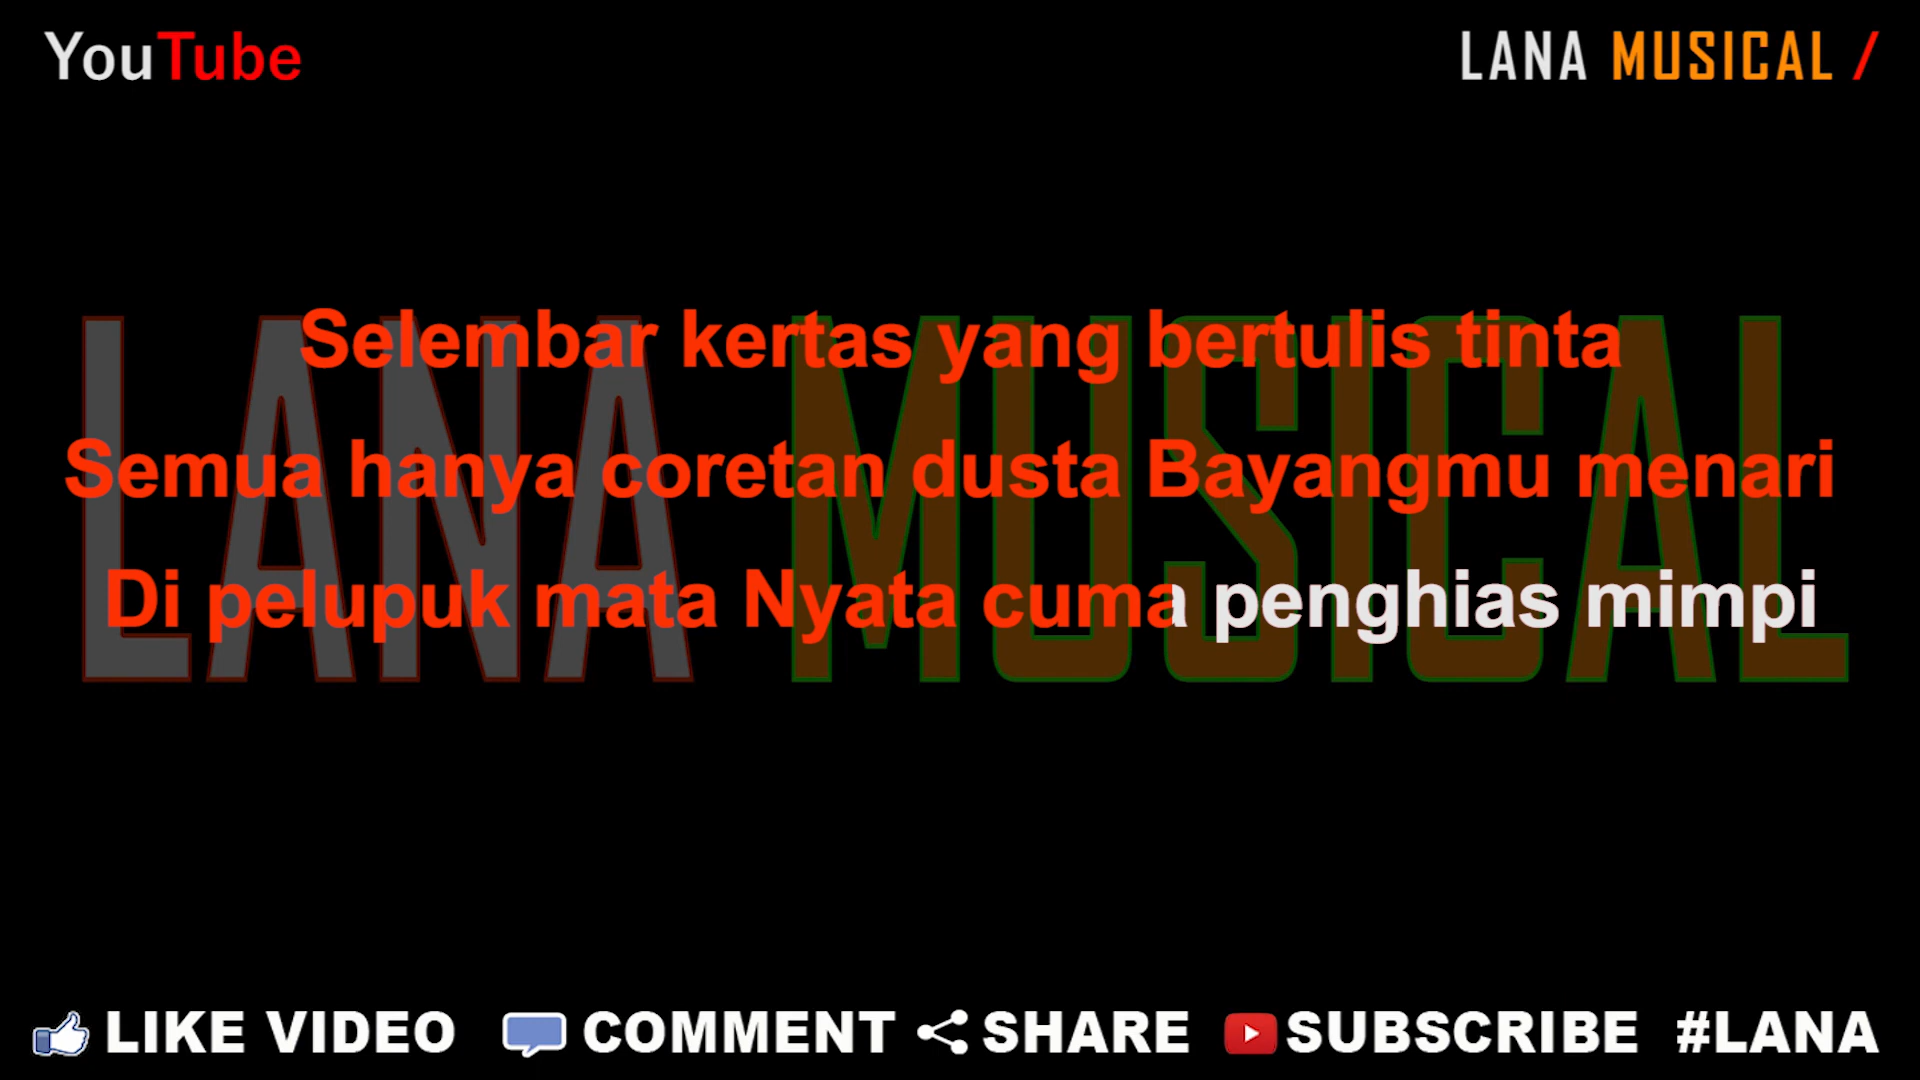 YouTube
LANA MUSICAL /
LANA MUSICAL
Selembar kertas yang bertulis tinta
Semua hanya coretan dusta Bayangmu menari
Di pelupuk mata Nyata cuma penghias mimpi
LIKE VIDEO COMMENT SHARE SUBSCRIBE #LANA